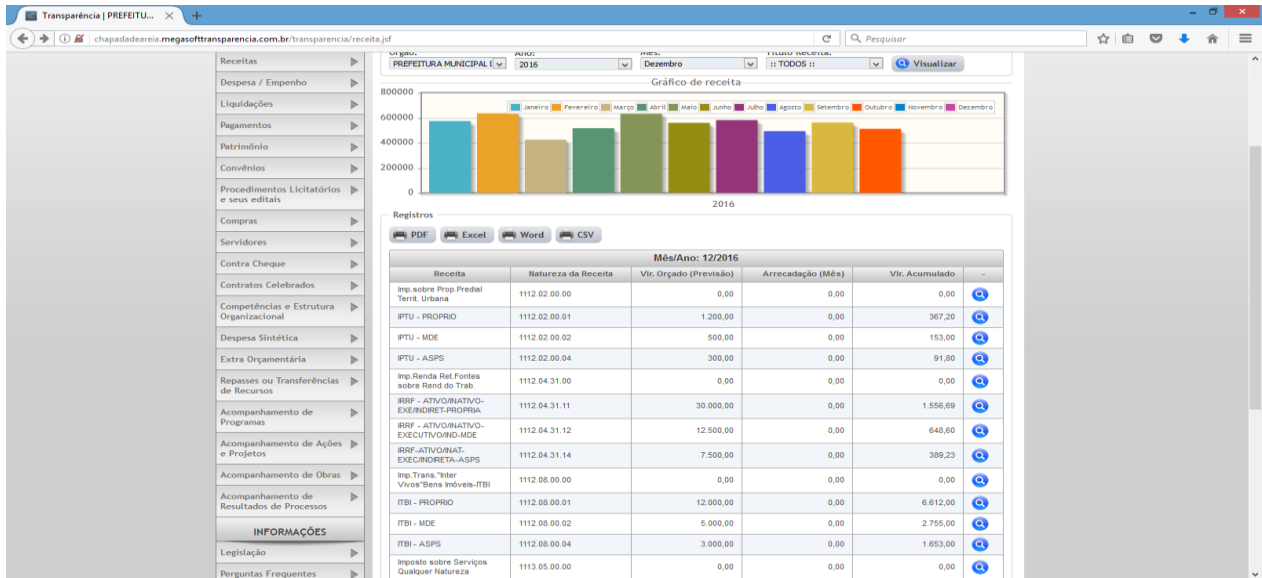 Transparência | PREFEITU...
chapadadeareia.megasofttransparencia.com.br/transparencia/receita.jsf
Pesquisar
Órgão: Ano: Mês: Título Receita:
PREFEITURA MUNICIPAL 2016 Dezembro :: TODOS :: Visualizar
Receitas
Despesa / Empenho
Liquidações
Pagamentos
Patrimônio
Convênios
Procedimentos Licitatórios
e seus editais
Compras
Servidores
Contra Cheque
Contratos Celebrados
Competências e Estrutura
Organizacional
Despesa Sintética
Extra Orçamentária
Repasses ou Transferências
de Recursos
Acompanhamento de
Programas
Acompanhamento de Ações
e Projetos
Acompanhamento de Obras
Acompanhamento de
Resultados de Processos
INFORMAÇÕES
Legislação
Perguntas Frequentes
Gráfico de receita
800000
600000
400000
200000
0
Janeiro Fevereiro Março Abril Maio Junho Julho Agosto Setembro Outubro Novembro Dezembro
2016
Registros
PDF Excel Word CSV
Mês/Ano: 12/2016
Receita Natureza da Receita Vlr. Orçado (Previsão) Arrecadação (Mês) Vlr. Acumulado -
Imp.sobre Prop.Predial
Territ. Urbana 1112.02.00.00 0,00 0,00 0,00
IPTU - PROPRIO 1112.02.00.01 1.200,00 0,00 367,20
IPTU - MDE 1112.02.00.02 500,00 0,00 153,00
IPTU - ASPS 1112.02.00.04 300,00 0,00 91,80
Imp.Renda Ret.Fontes
sobre Rend.do Trab. 1112.04.31.00 0,00 0,00 0,00
IRRF - ATIVO/INATIVO-
EXE/INDIRET-PROPRIA 1112.04.31.11 30.000,00 0,00 1.556,69
IRRF - ATIVO/INATIVO-
EXECUTIVO/IND-MDE 1112.04.31.12 12.500,00 0,00 648,60
IRRF-ATIVO/INAT-
EXEC/INDIRETA-ASPS 1112.04.31.14 7.500,00 0,00 389,23
Imp.Trans."Inter
Vivos"Bens Imóveis-ITBI 1112.08.00.00 0,00 0,00 0,00
ITBI - PROPRIO 1112.08.00.01 12.000,00 0,00 6.612,00
ITBI - MDE 1112.08.00.02 5.000,00 0,00 2.755,00
ITBI - ASPS 1112.08.00.04 3.000,00 0,00 1.653,00
Imposto sobre Serviços
Qualquer Natureza 1113.05.00.00 0,00 0,00 0,00